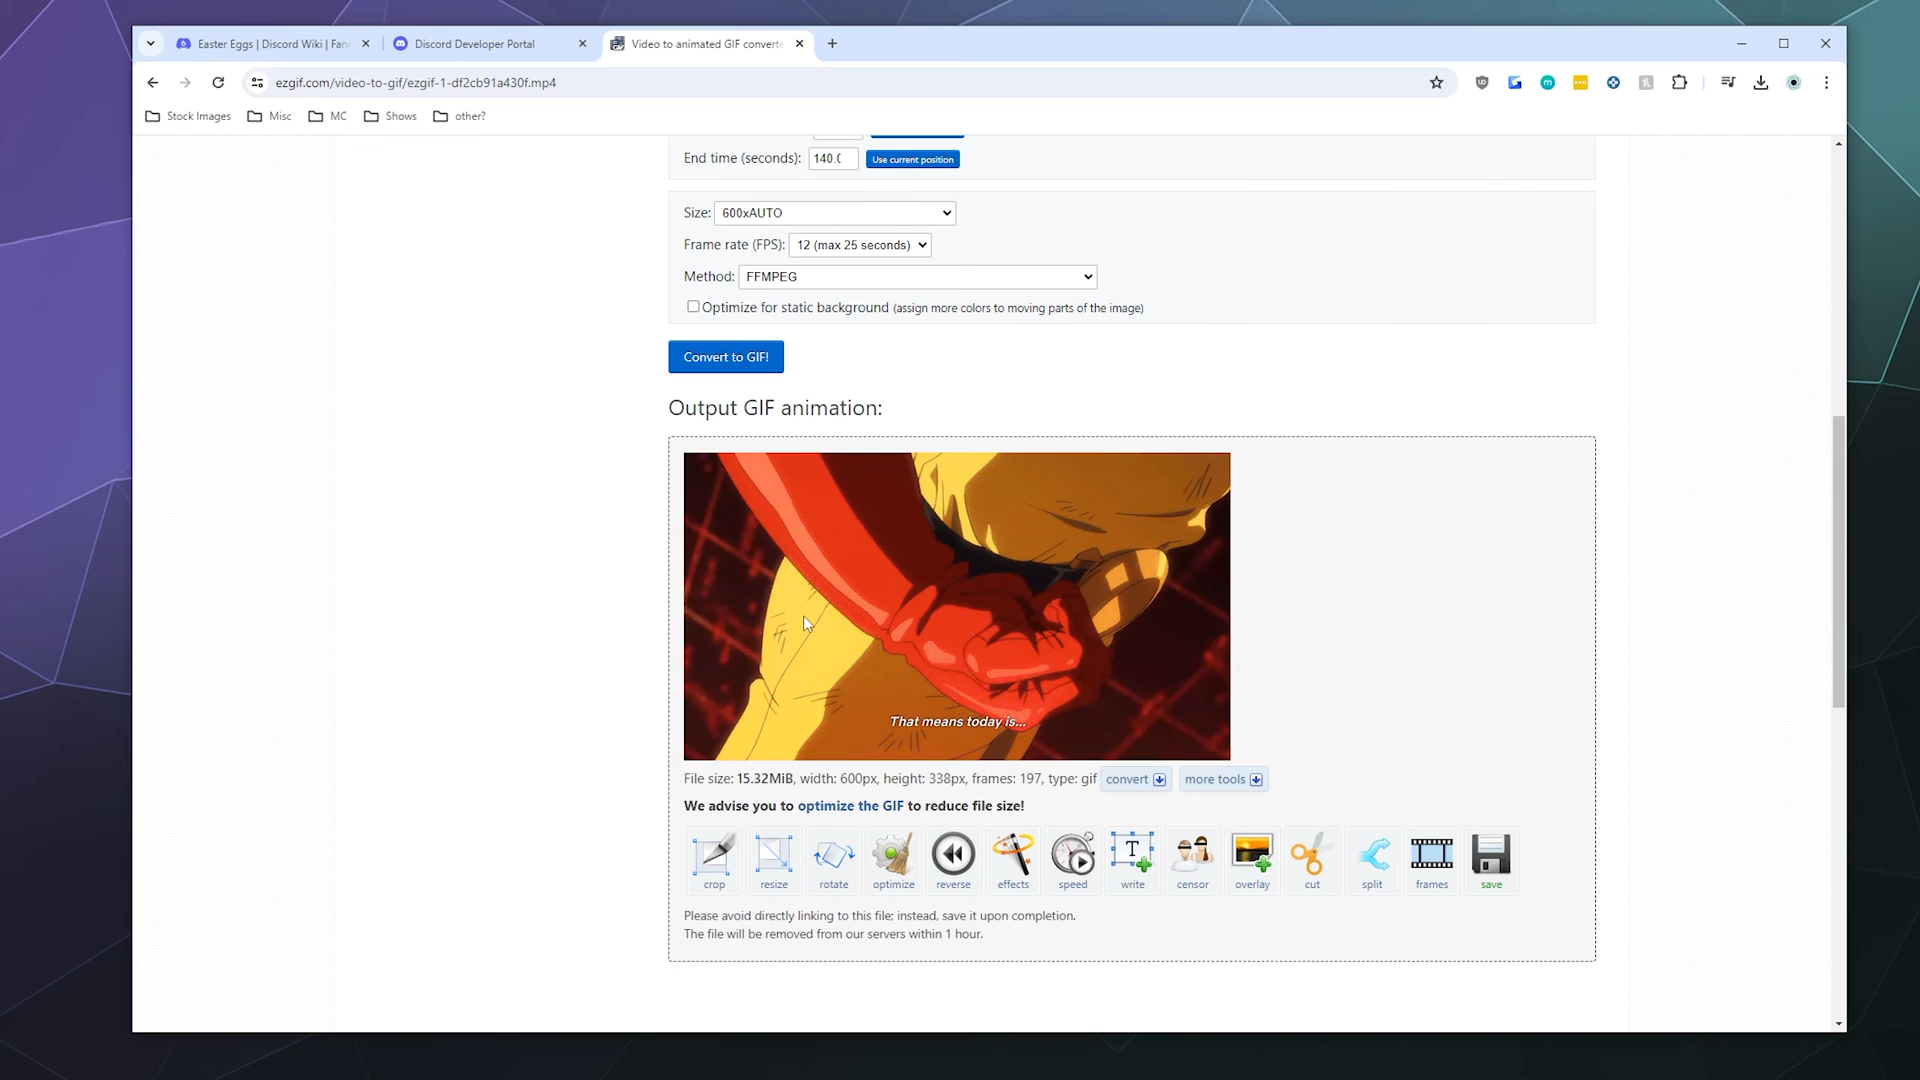 Easter Eggs | Discord Wiki | Fan
Discord Developer Portal
Video to animated GIF converte
ezgif.com/video-to-gif/ezgif-1-df2cb91a430f.mp4
Stock Images
Misc
MC
Shows
other?
End time (seconds): 140.0 Use current position
Size: 600xAUTO
Frame rate (FPS): 12 (max 25 seconds)
Method: FFMPEG
Optimize for static background (assign more colors to moving parts of the image)
Convert to GIF!
Output GIF animation:
That means today is...
File size: 15.32MiB, width: 600px, height: 338px, frames: 197, type: gif convert more tools
We advise you to optimize the GIF to reduce file size!
crop resize rotate optimize reverse effects speed write censor overlay cut split frames save
Please avoid directly linking to this file; instead, save it upon completion.
The file will be removed from our servers within 1 hour.